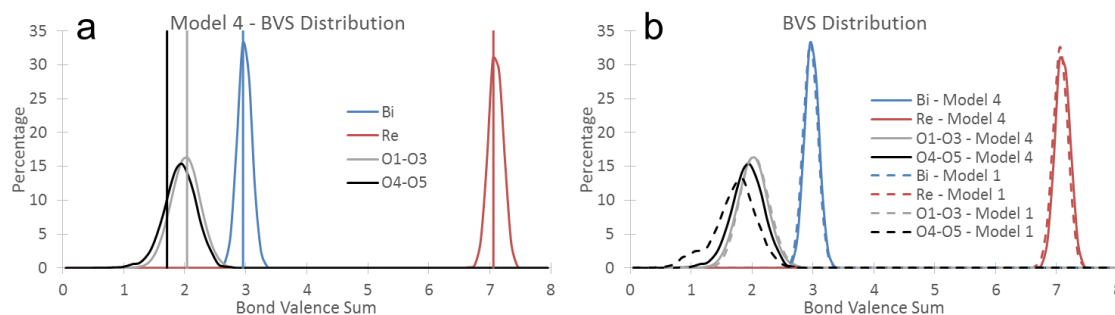 a
Model 4 - BVS Distribution
35
30
25
20
15
10
5
0
Percentage
Bi
Re
O1-O3
O4-O5
0 1 2 3 4 5 6 7 8
Bond Valence Sum
b
BVS Distribution
35
30
25
20
15
10
5
0
Percentage
Bi - Model 4
Re - Model 4
O1-O3 - Model 4
O4-O5 - Model 4
Bi - Model 1
Re - Model 1
O1-O3 - Model 1
O4-O5 - Model 1
0 1 2 3 4 5 6 7 8
Bond Valence Sum